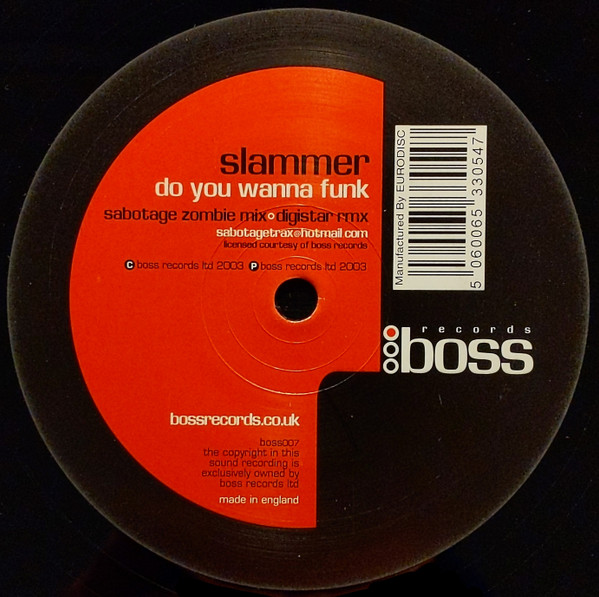 slammer
do you wanna funk
sabotage zombie mix digistar rmx
sabotagetrax@hotmail.com
licensed courtesy of boss records
C boss records ltd 2003 P boss records ltd 2003
Manufactured By EURODISC
5 060065 330547
records
boss
bossrecords.co.uk
boss007
the copyright in this
sound recording is
exclusively owned by
boss records ltd
made in england